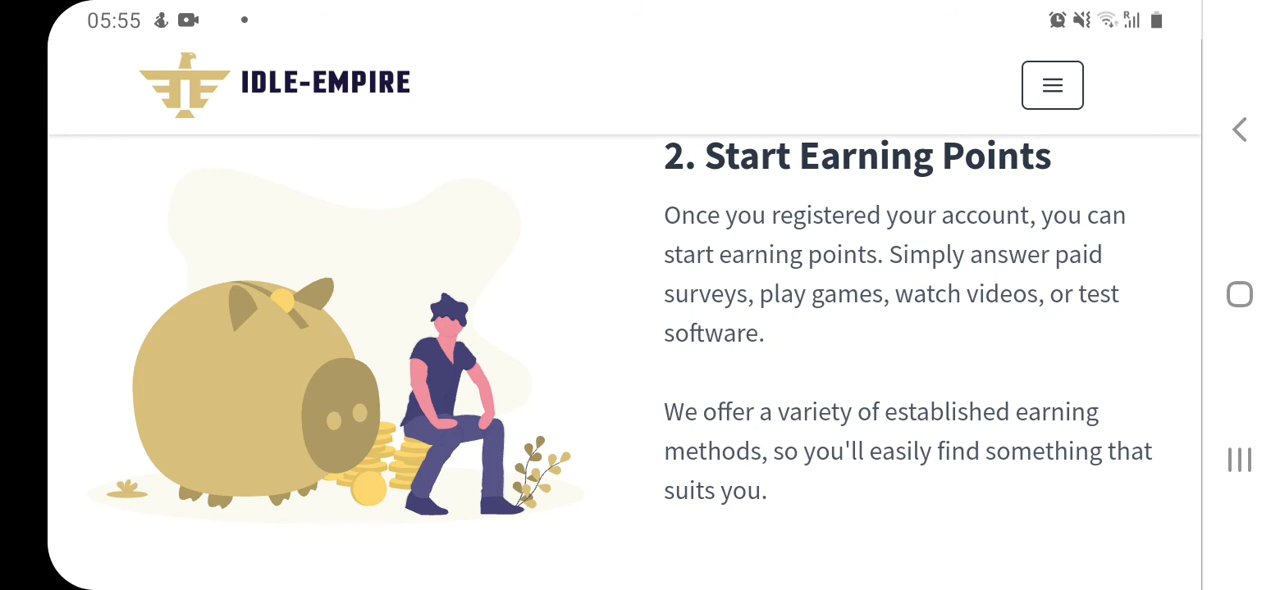 05:55
R
IDLE-EMPIRE
2. Start Earning Points
Once you registered your account, you can
start earning points. Simply answer paid
surveys, play games, watch videos, or test
software.
We offer a variety of established earning
methods, so you'll easily find something that
suits you.